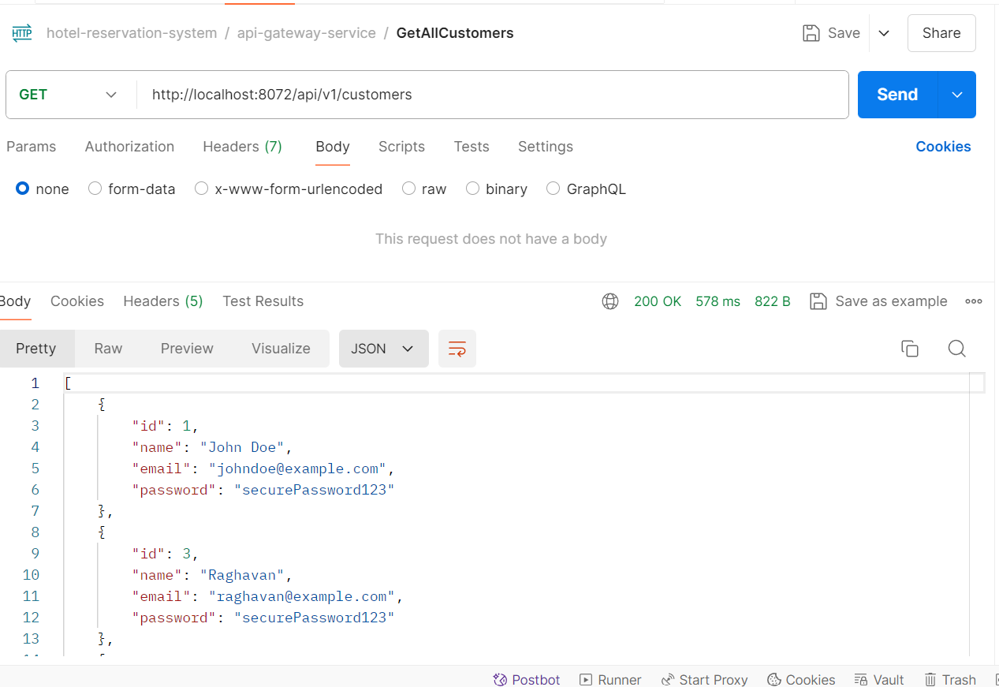 HTTP hotel-reservation-system / api-gateway-service / GetAllCustomers Save Share
GET http://localhost:8072/api/v1/customers Send
Params Authorization Headers (7) Body Scripts Tests Settings Cookies
none form-data x-www-form-urlencoded raw binary GraphQL
This request does not have a body
Body Cookies Headers (5) Test Results 200 OK 578 ms 822 B Save as example
Pretty Raw Preview Visualize JSON
1 [
2 {
3 "id": 1,
4 "name": "John Doe",
5 "email": "johndoe@example.com",
6 "password": "securePassword123"
7 },
8 {
9 "id": 3,
10 "name": "Raghavan",
11 "email": "raghavan@example.com",
12 "password": "securePassword123"
13 },
Postbot Runner Start Proxy Cookies Vault Trash